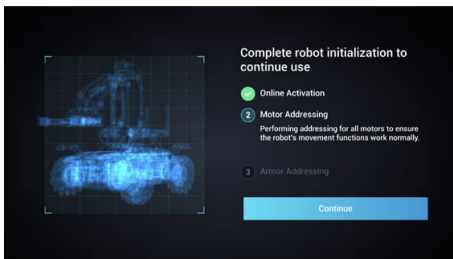 Complete robot initialization to
continue use
Online Activation
2 Motor Addressing
Performing addressing for all motors to ensure
the robot's movement functions work normally.
3 Armor Addressing
Continue